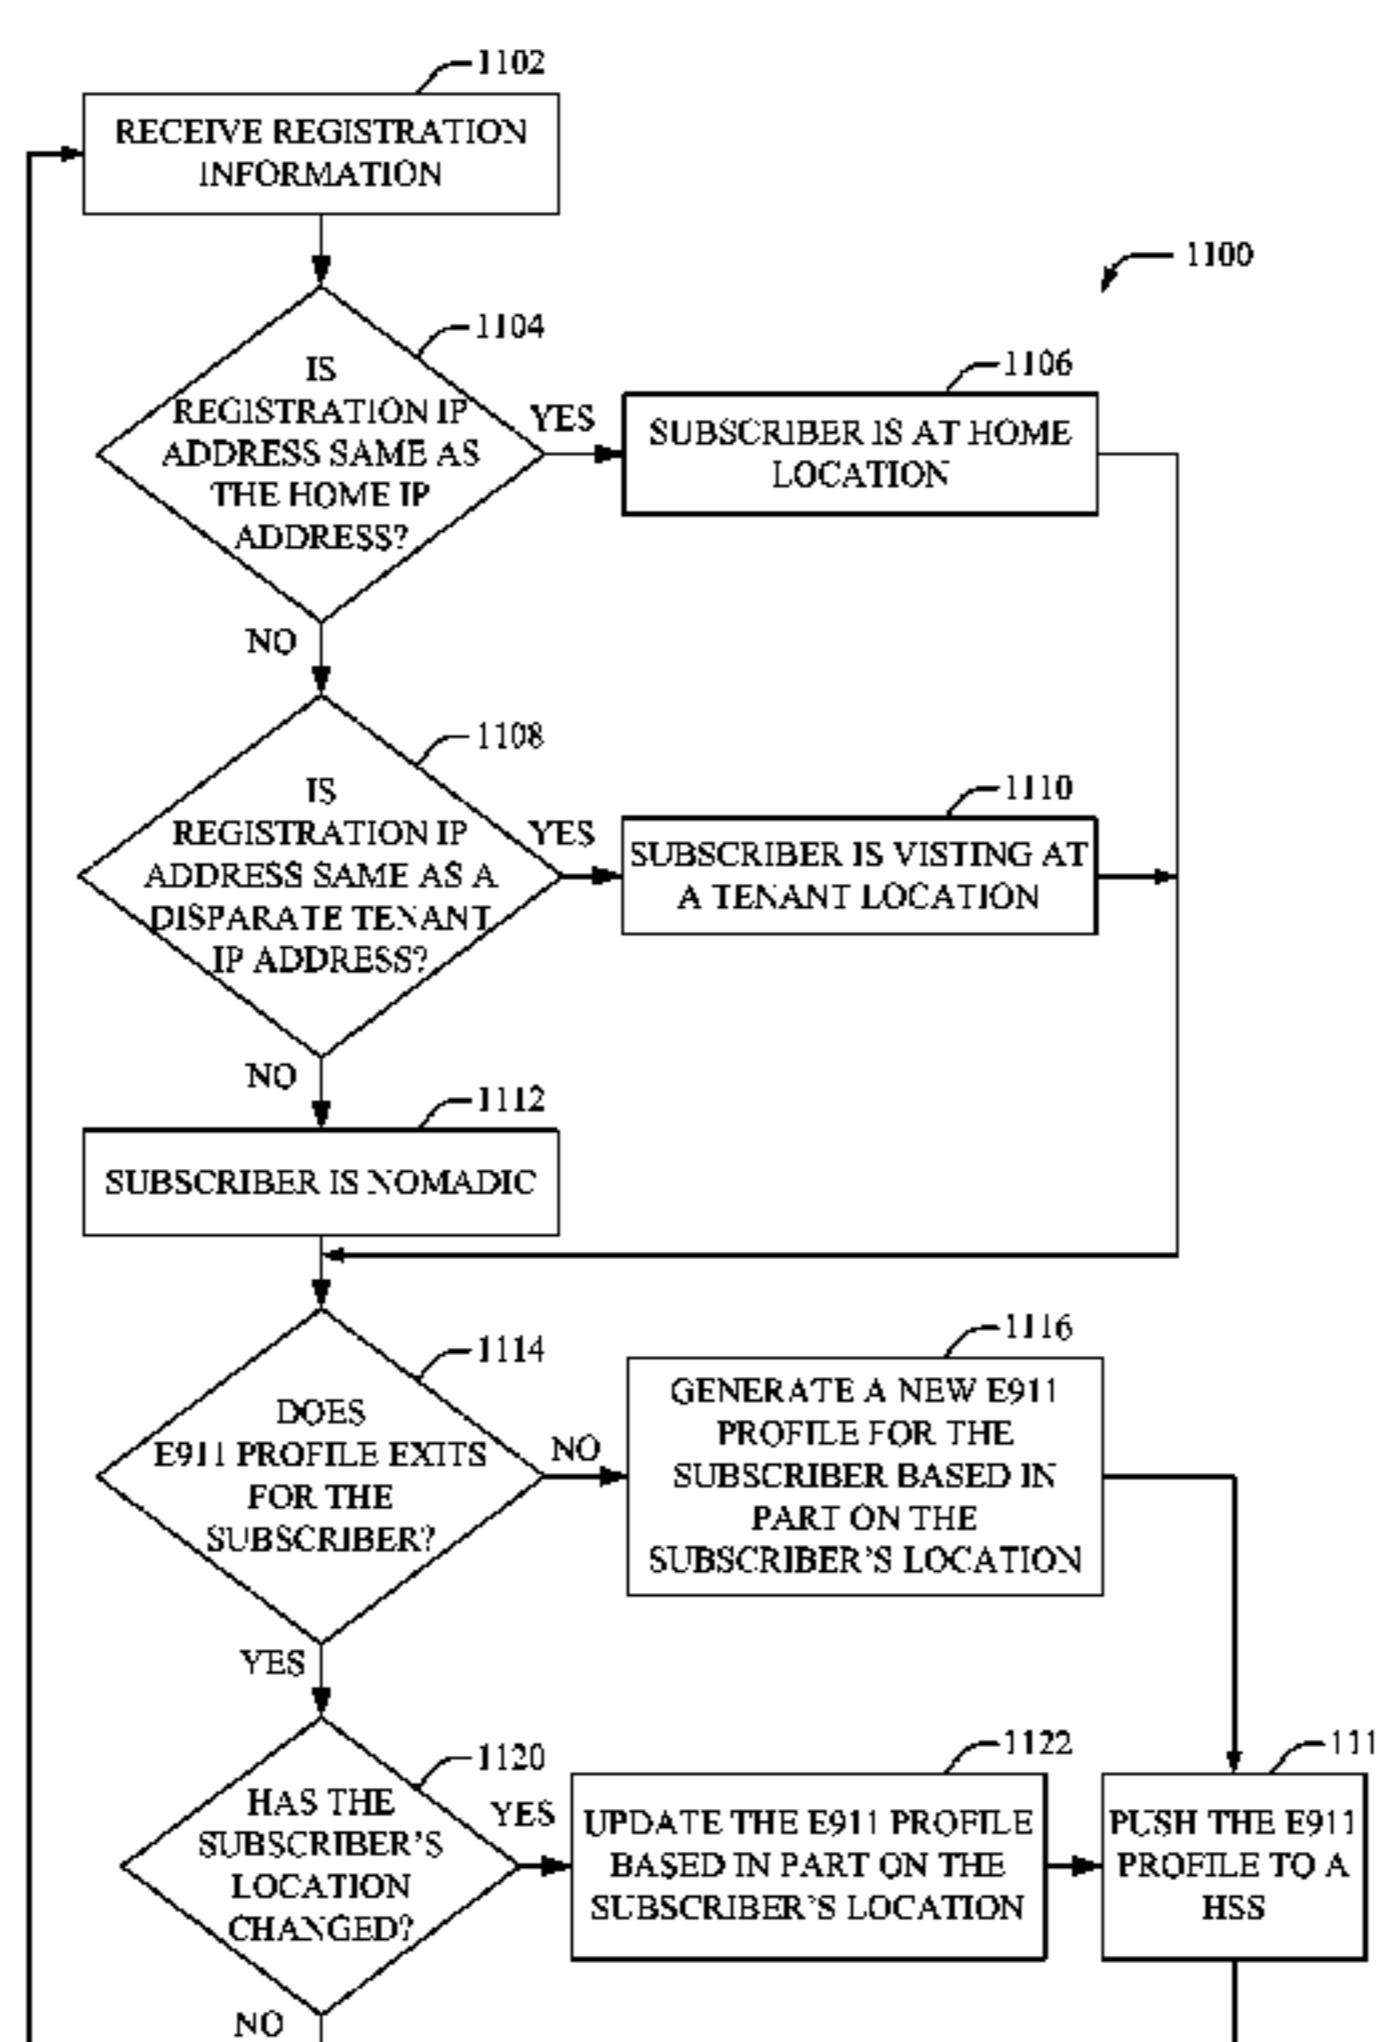 1102
RECEIVE REGISTRATION
INFORMATION
1100
1104
IS
REGISTRATION IP
ADDRESS SAME AS
THE HOME IP
ADDRESS?
YES
1106
SUBSCRIBER IS AT HOME
LOCATION
NO
1108
IS
REGISTRATION IP
ADDRESS SAME AS A
DISPARATE TENANT
IP ADDRESS?
YES
1110
SUBSCRIBER IS VISTING AT
A TENANT LOCATION
NO
1112
SUBSCRIBER IS NOMADIC
1114
DOES
E911 PROFILE EXITS
FOR THE
SUBSCRIBER?
NO
1116
GENERATE A NEW E911
PROFILE FOR THE
SUBSCRIBER BASED IN
PART ON THE
SUBSCRIBER'S LOCATION
YES
1120
HAS THE
SUBSCRIBER'S
LOCATION
CHANGED?
YES
1122
UPDATE THE E911 PROFILE
BASED IN PART ON THE
SUBSCRIBER'S LOCATION
111
PUSH THE E911
PROFILE TO A
HSS
NO